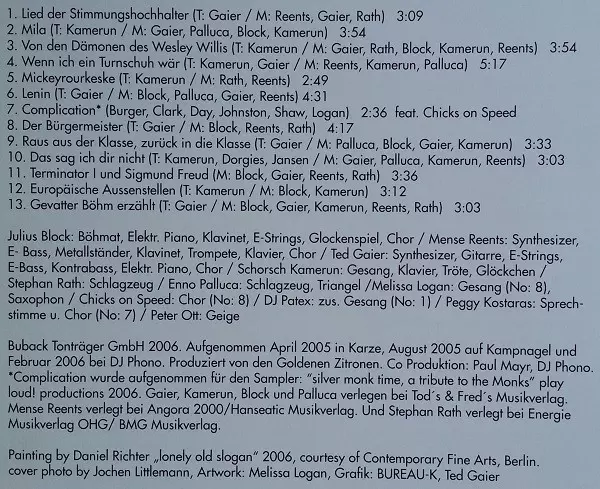 1. Lied der Stimmungshochhalter (T: Gaier / M: Reents, Gaier, Rath) 3:09
2. Mila (T: Kamerun / M: Gaier, Palluca, Block, Kamerun) 3:54
3. Von den Dämonen des Wesley Willis (T: Kamerun / M: Gaier, Rath, Block, Kamerun, Reents) 3:54
4. Wenn ich ein Turnschuh wär (T: Kamerun, Gaier / M: Reents, Kamerun, Palluca) 5:17
5. Mickeyrourkeske (T: Kamerun / M: Rath, Reents) 2:49
6. Lenin (T: Gaier / M: Block, Palluca, Gaier, Reents) 4:31
7. Complication* (Burger, Clark, Day, Johnston, Shaw, Logan) 2:36 feat. Chicks on Speed
8. Der Bürgermeister (T: Gaier / M: Block, Reents, Rath) 4:17
9. Raus aus der Klasse, zurück in die Klasse (T: Gaier / M: Palluca, Block, Gaier, Kamerun) 3:33
10. Das sag ich dir nicht (T: Kamerun, Dorgies, Jansen / M: Gaier, Palluca, Kamerun, Reents) 3:03
11. Terminator I und Sigmund Freud (M: Block, Gaier, Reents, Rath) 3:36
12. Europäische Aussenstellen (T: Kamerun / M: Block, Kamerun) 3:12
13. Gevatter Böhm erzählt (T: Gaier / M: Block, Gaier, Kamerun, Reents, Rath) 3:03
Julius Block: Böhmat, Elektr. Piano, Klavinet, E-Strings, Glockenspiel, Chor / Mense Reents: Synthesizer,
E- Bass, Metallständer, Klavinet, Trompete, Klavier, Chor / Ted Gaier: Synthesizer, Gitarre, E-Strings,
E-Bass, Kontrabass, Elektr. Piano, Chor / Schorsch Kamerun: Gesang, Klavier, Tröte, Glöckchen /
Stephan Rath: Schlagzeug / Enno Palluca: Schlagzeug, Triangel /Melissa Logan: Gesang (No: 8),
Saxophon / Chicks on Speed: Chor (No: 8) / DJ Patex: zus. Gesang (No: 1) / Peggy Kostaras: Sprech-
stimme u. Chor (No: 7) / Peter Ott: Geige
Buback Tonträger GmbH 2006. Aufgenommen April 2005 in Karze, August 2005 auf Kampnagel und
Februar 2006 bei DJ Phono. Produziert von den Goldenen Zitronen. Co Produktion: Paul Mayr, DJ Phono.
*Complication wurde aufgenommen für den Sampler: "silver monk time, a tribute to the Monks" play
loud! productions 2006. Gaier, Kamerun, Block und Palluca verlegen bei Tod´s & Fred´s Musikverlag.
Mense Reents verlegt bei Angora 2000/Hanseatic Musikverlag. Und Stephan Rath verlegt bei Energie
Musikverlag OHG/ BMG Musikverlag.
Painting by Daniel Richter „lonely old slogan" 2006, courtesy of Contemporary Fine Arts, Berlin.
cover photo by Jochen Littlemann, Artwork: Melissa Logan, Grafik: BUREAU-K, Ted Gaier